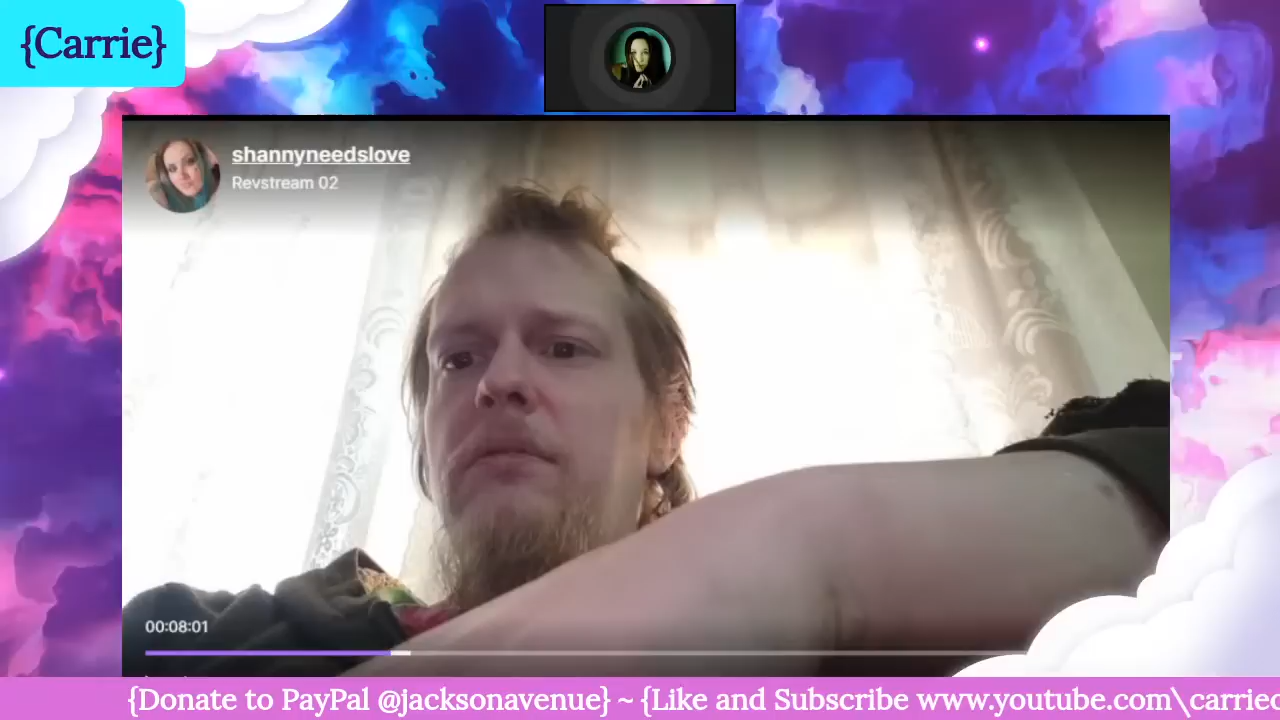 {Carrie}
shannyneedslove
Revstream 02
00:08:01
{Donate to PayPal @jacksonavenue} ~ {Like and Subscribe www.youtube.com\carriec